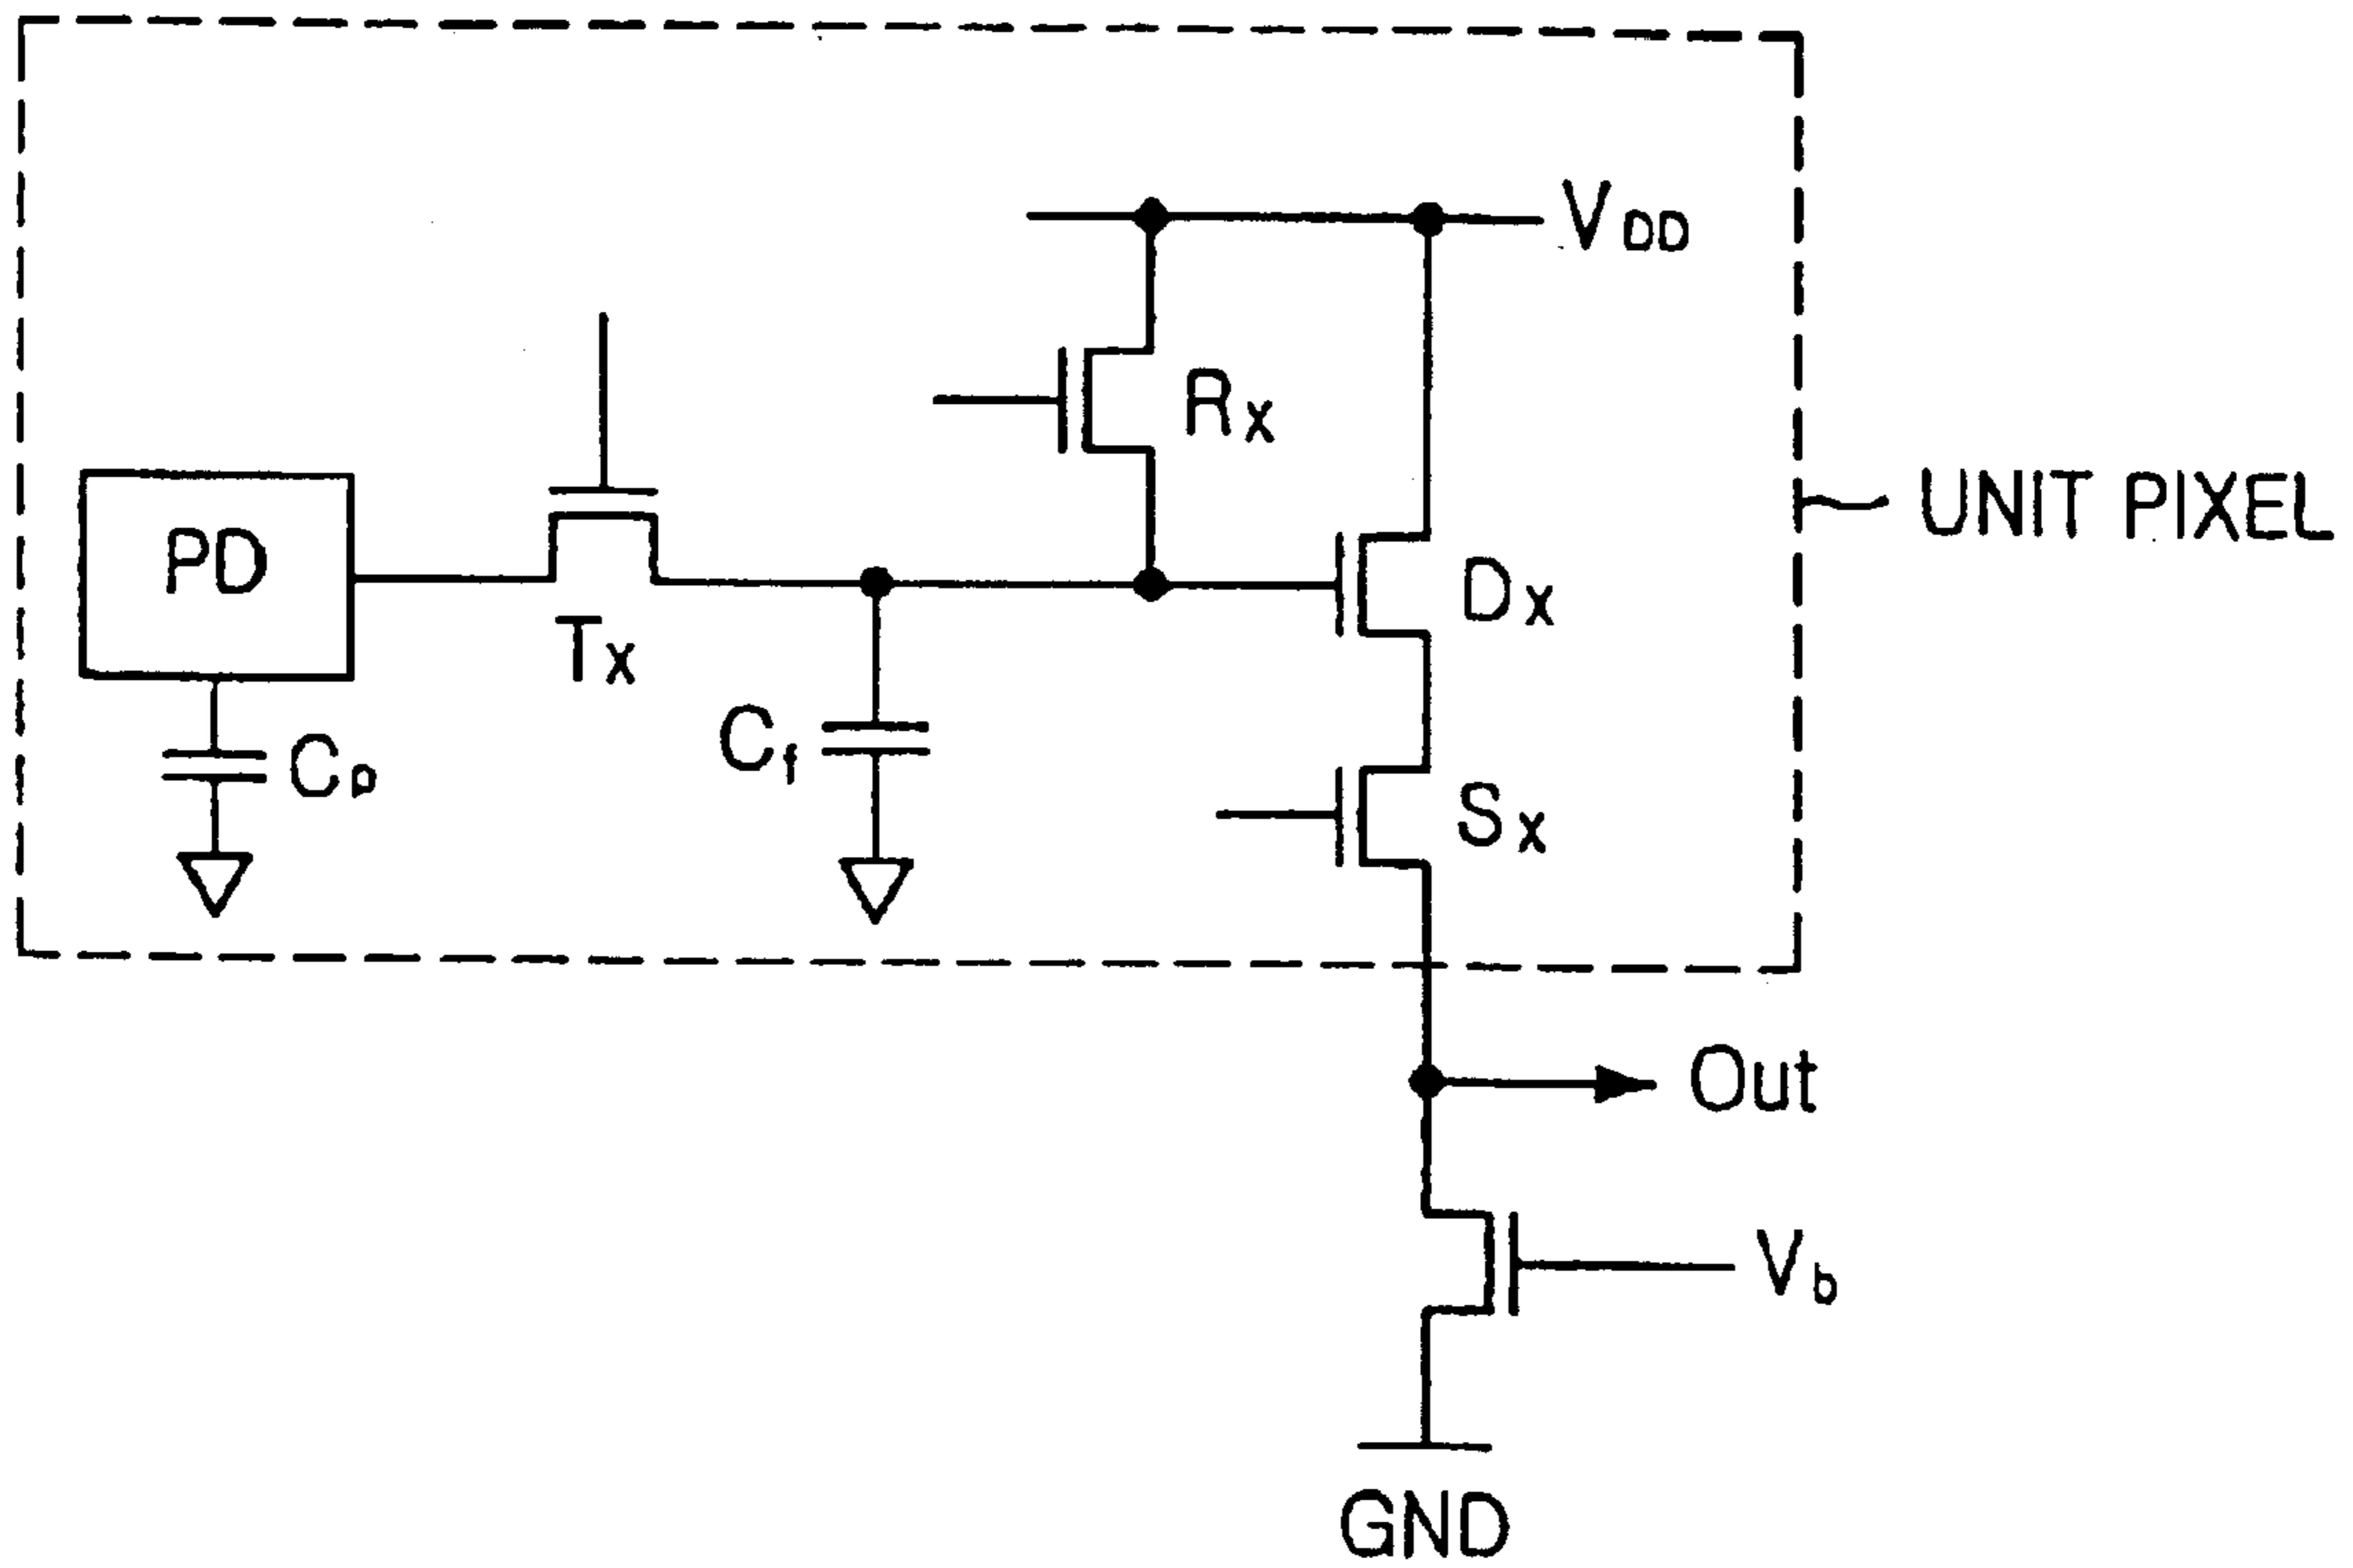 VDD
Rx
UNIT PIXEL
PD
Dx
Tx
Cf
Cp
Sx
Out
Vb
GND